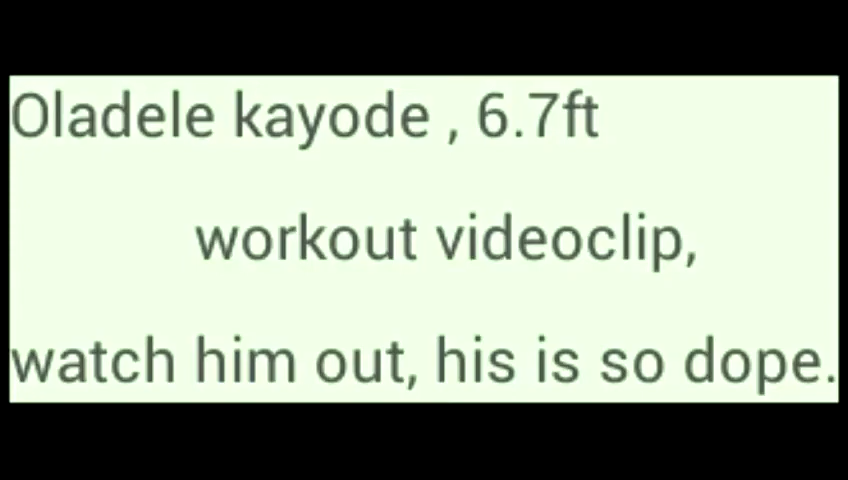 Oladele kayode , 6.7ft
workout videoclip,
watch him out, his is so dope.